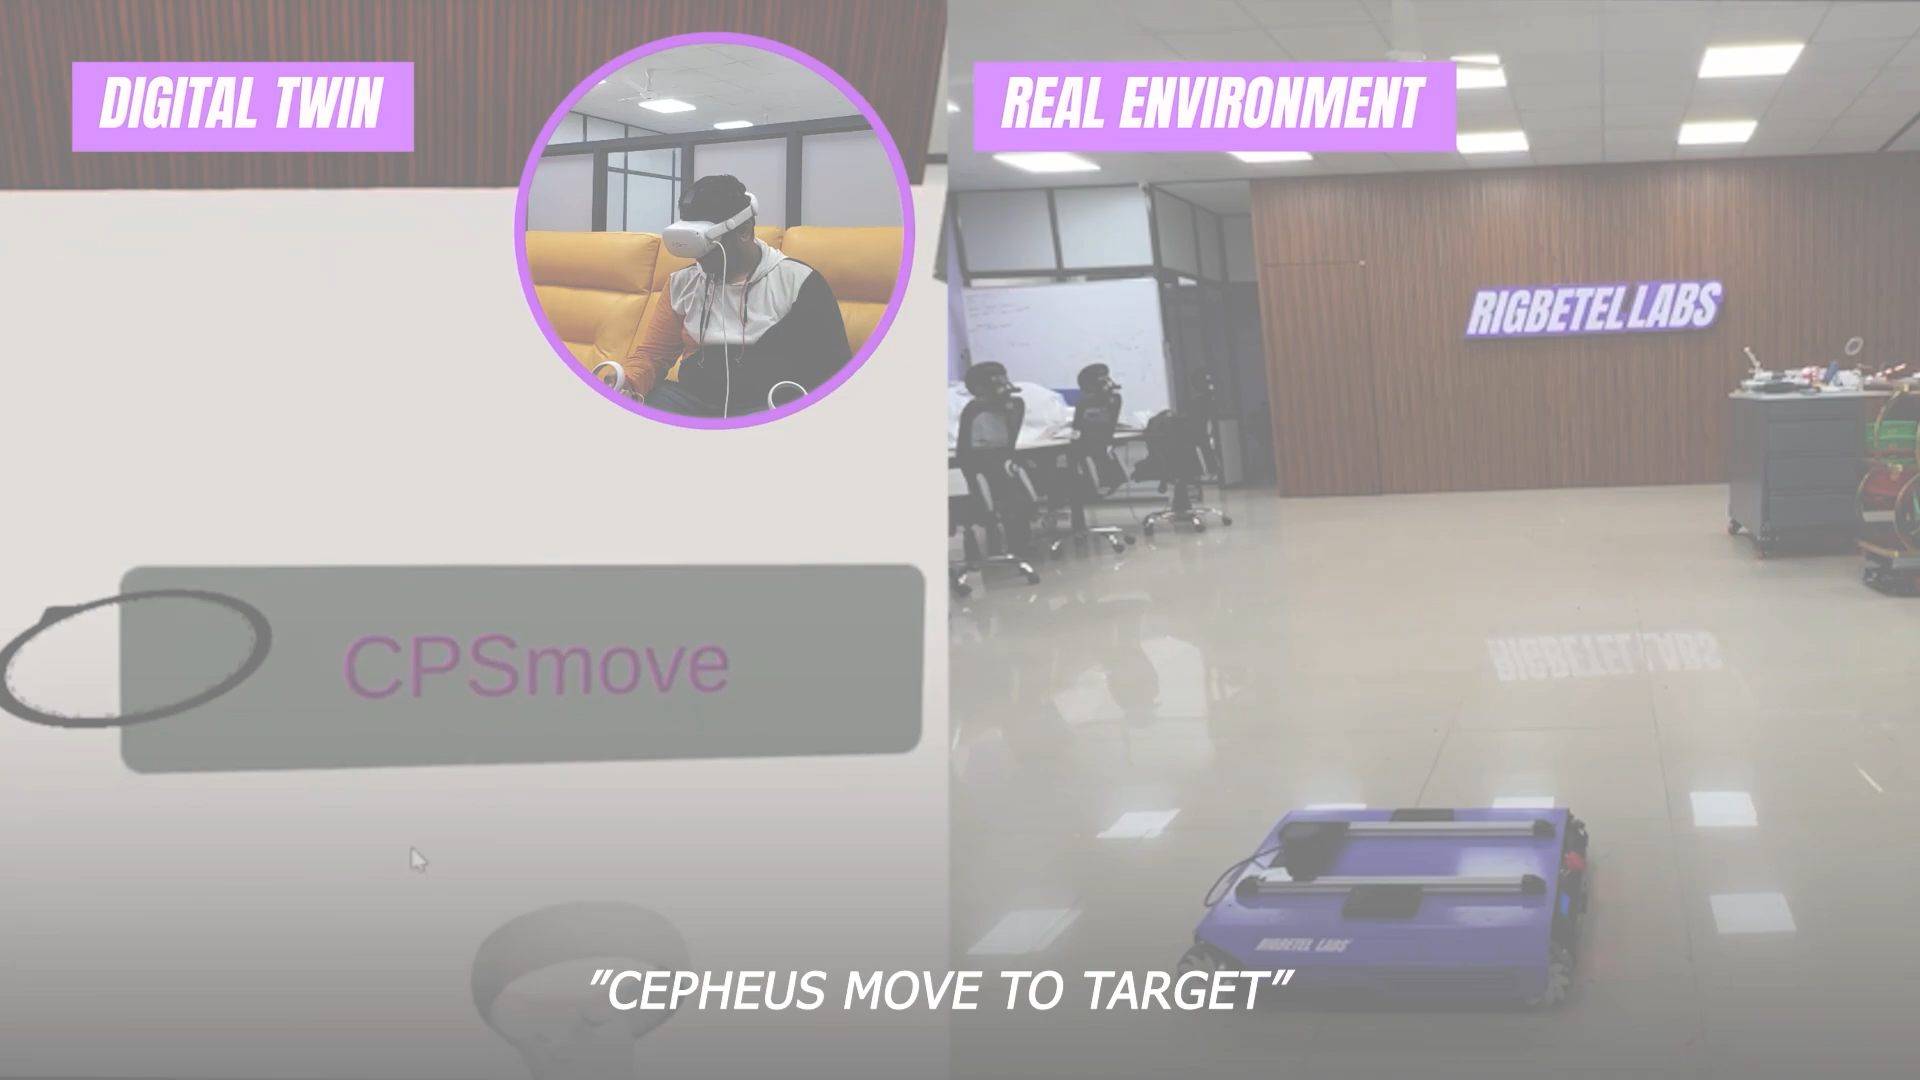 DIGITAL TWIN
REAL ENVIRONMENT
RIGBETEL LABS
CPSmove
RIGBETEL LABS
"CEPHEUS MOVE TO TARGET"